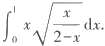 ∫₀¹ x √(x/(2−x)) dx.